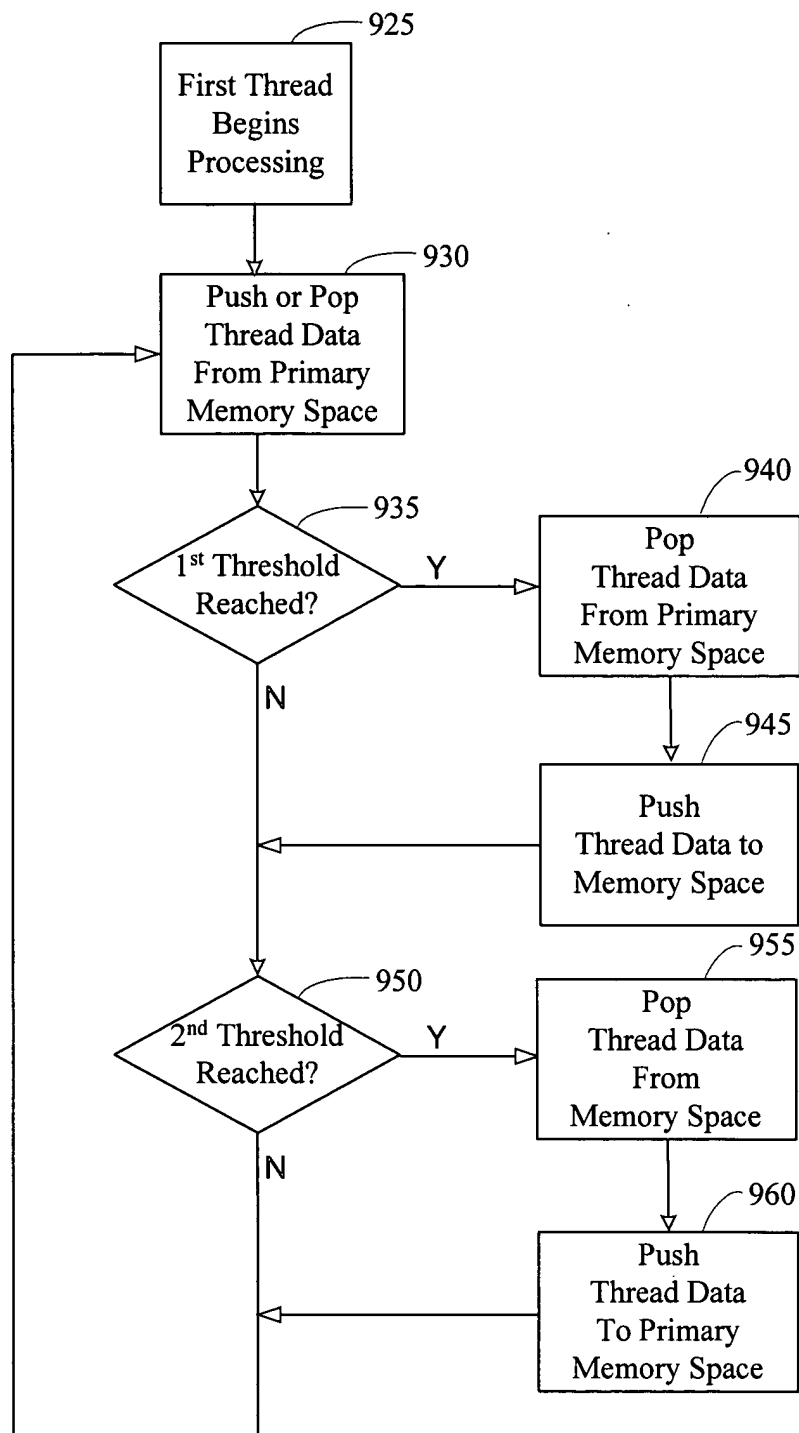 925
First Thread
Begins
Processing
930
Push or Pop
Thread Data
From Primary
Memory Space
935
1st Threshold
Reached?
Y
N
940
Pop
Thread Data
From Primary
Memory Space
945
Push
Thread Data to
Memory Space
950
2nd Threshold
Reached?
Y
N
955
Pop
Thread Data
From
Memory Space
960
Push
Thread Data
To Primary
Memory Space